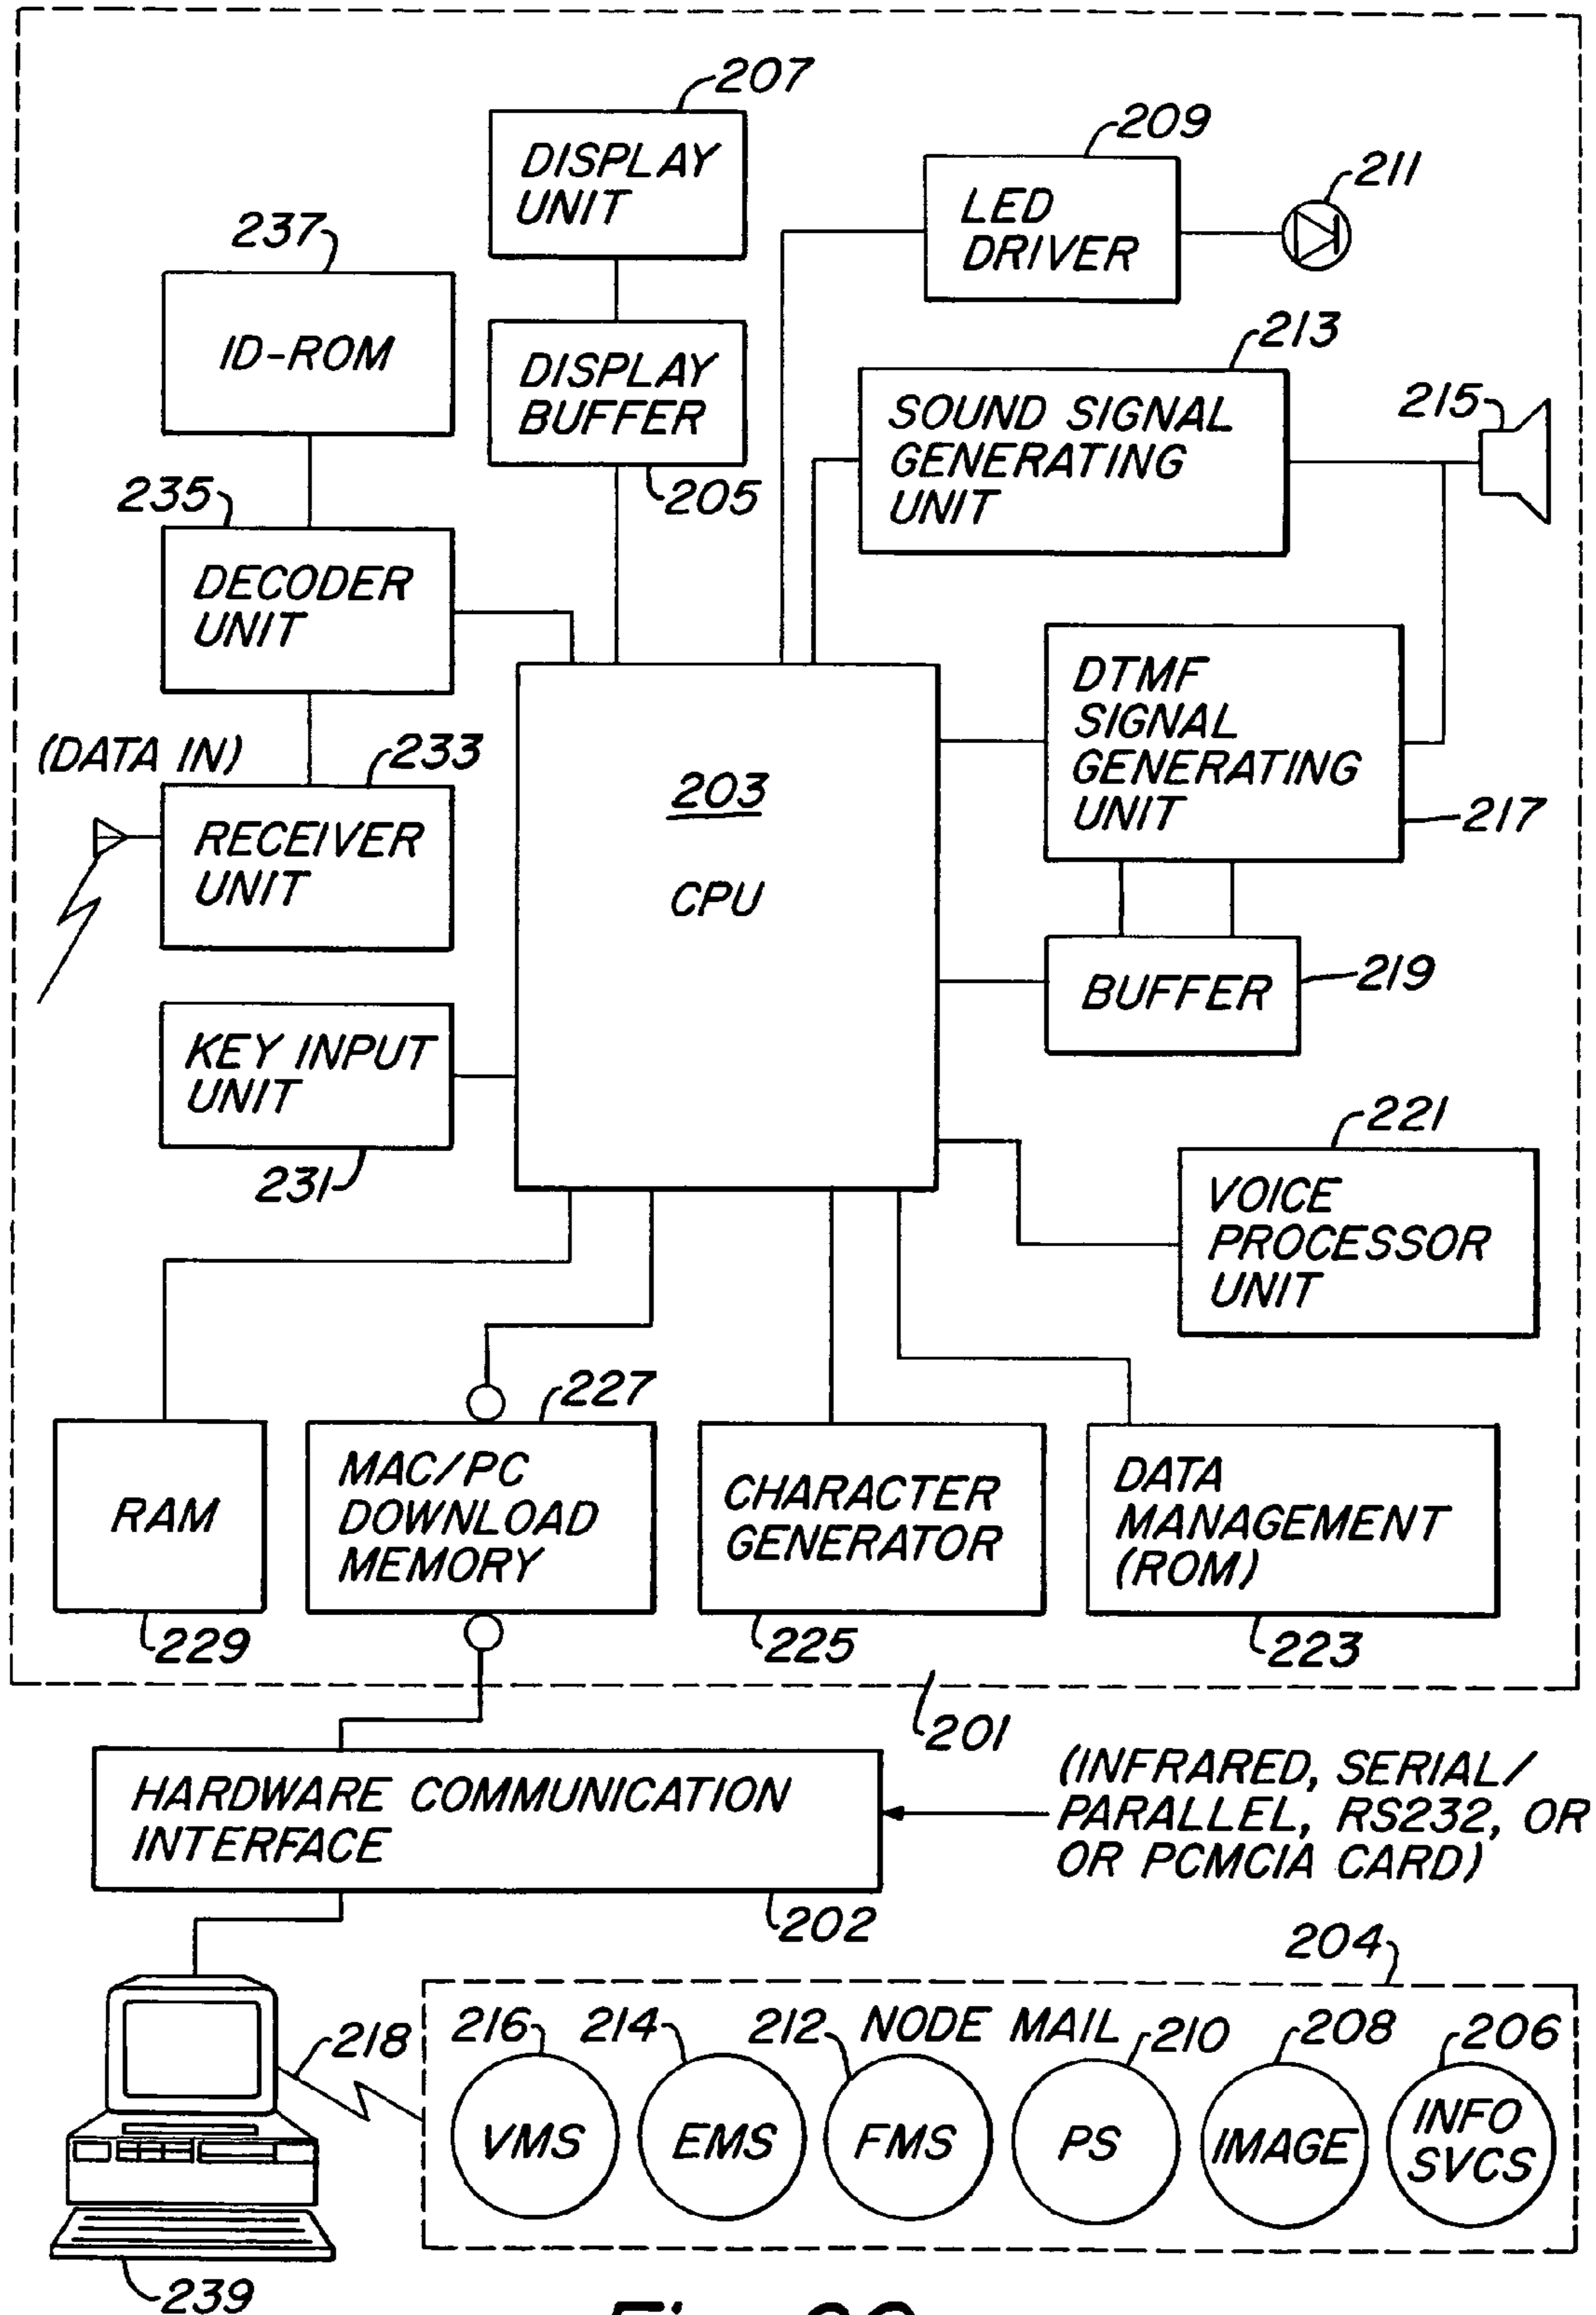 207
DISPLAY
UNIT
209
LED
DRIVER
211
237
ID-ROM
DISPLAY
BUFFER
205
213
SOUND SIGNAL
GENERATING
UNIT
215
235
DECODER
UNIT
DTMF
SIGNAL
GENERATING
UNIT
217
(DATA IN)
233
RECEIVER
UNIT
203
CPU
BUFFER
219
KEY INPUT
UNIT
231
221
VOICE
PROCESSOR
UNIT
RAM
229
227
MAC/PC
DOWNLOAD
MEMORY
CHARACTER
GENERATOR
225
DATA
MANAGEMENT
(ROM)
223
201
HARDWARE COMMUNICATION
INTERFACE
202
(INFRARED, SERIAL/
PARALLEL, RS232, OR
OR PCMCIA CARD)
204
218
216
214
212
NODE MAIL
210
208
206
VMS
EMS
FMS
PS
IMAGE
INFO
SVCS
239